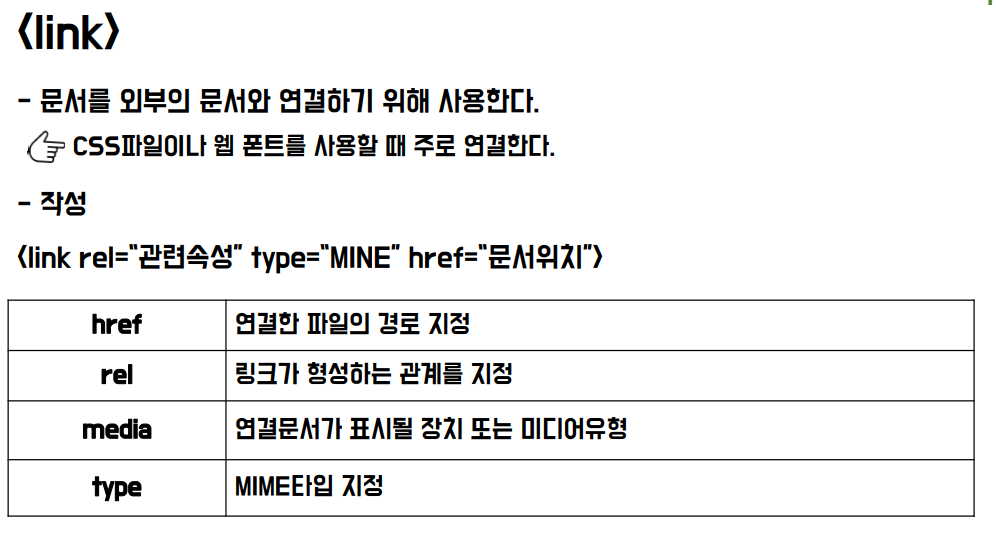 <link>
- 문서를 외부의 문서와 연결하기 위해 사용한다.
CSS파일이나 웹 폰트를 사용할 때 주로 연결한다.
- 작성
<link rel="관련속성" type="MINE" href="문서위치">
href 연결한 파일의 경로 지정
rel 링크가 형성하는 관계를 지정
media 연결문서가 표시될 장치 또는 미디어유형
type MIME타입 지정